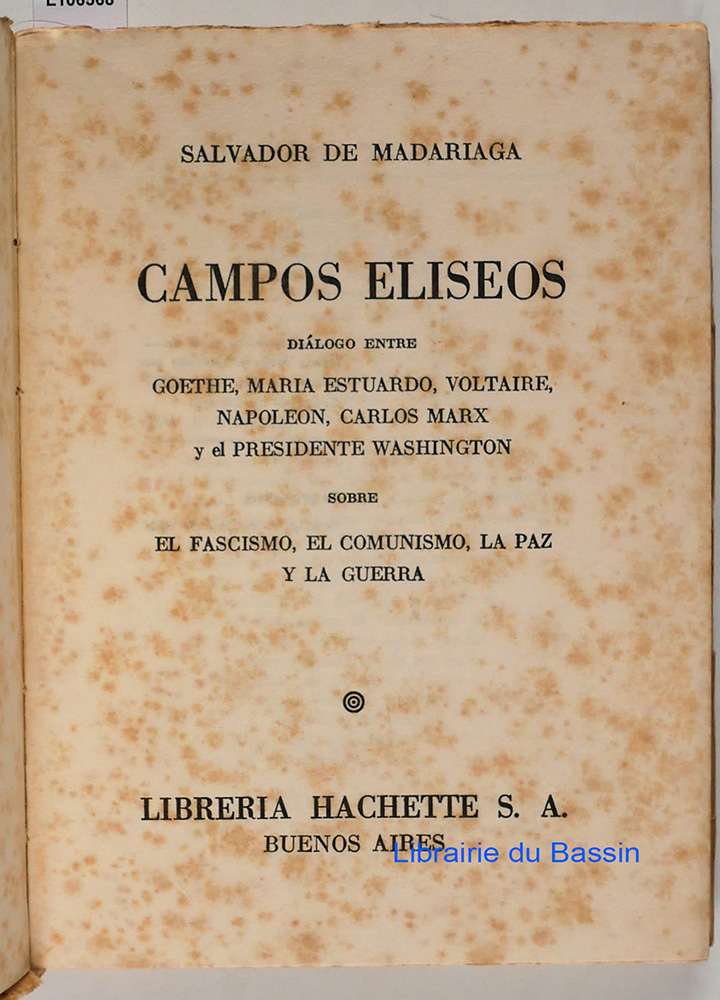 SALVADOR DE MADARIAGA
CAMPOS ELISEOS
DIÁLOGO ENTRE
GOETHE, MARIA ESTUARDO, VOLTAIRE,
NAPOLEON, CARLOS MARX
y el PRESIDENTE WASHINGTON
SOBRE
EL FASCISMO, EL COMUNISMO, LA PAZ
Y LA GUERRA
LIBRERIA HACHETTE S. A.
BUENOS AIRES
Librairie du Bassin